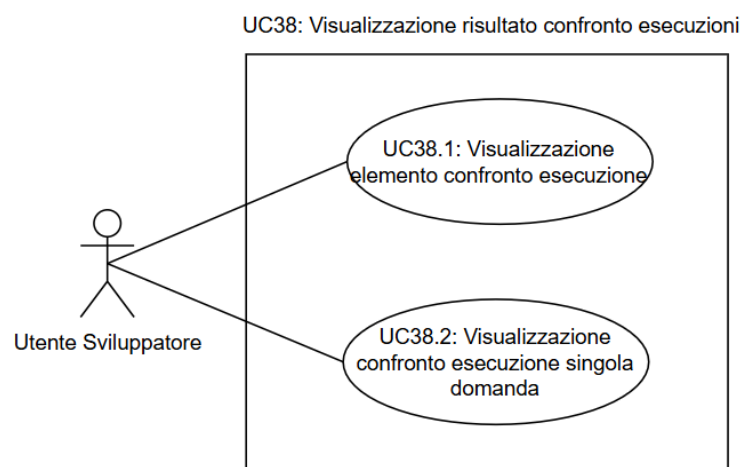 UC38: Visualizzazione risultato confronto esecuzioni
UC38.1: Visualizzazione
elemento confronto esecuzione
Utente Sviluppatore
UC38.2: Visualizzazione
confronto esecuzione singola
domanda